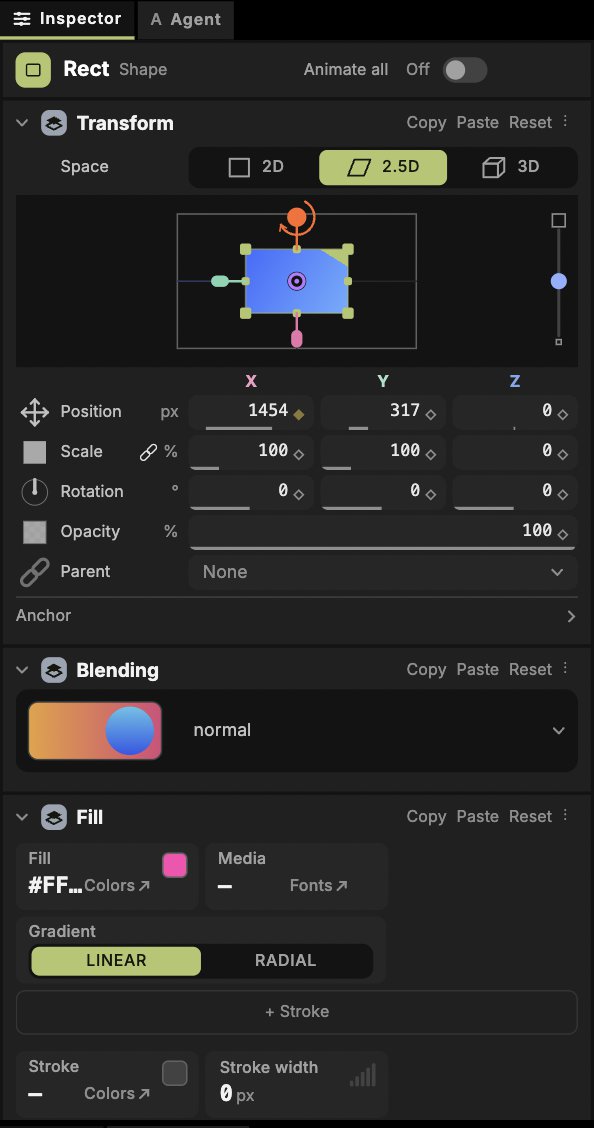 Inspector A Agent
Rect Shape Animate all Off
Transform Copy Paste Reset
Space 2D 2.5D 3D
X Y Z
Position px 1454 317 0
Scale % 100 100 0
Rotation ° 0 0 0
Opacity % 100
Parent None
Anchor
Blending Copy Paste Reset
normal
Fill Copy Paste Reset
Fill Media
#FF… Colors ↗ – Fonts ↗
Gradient
LINEAR RADIAL
+ Stroke
Stroke Stroke width
– Colors ↗ 0 px